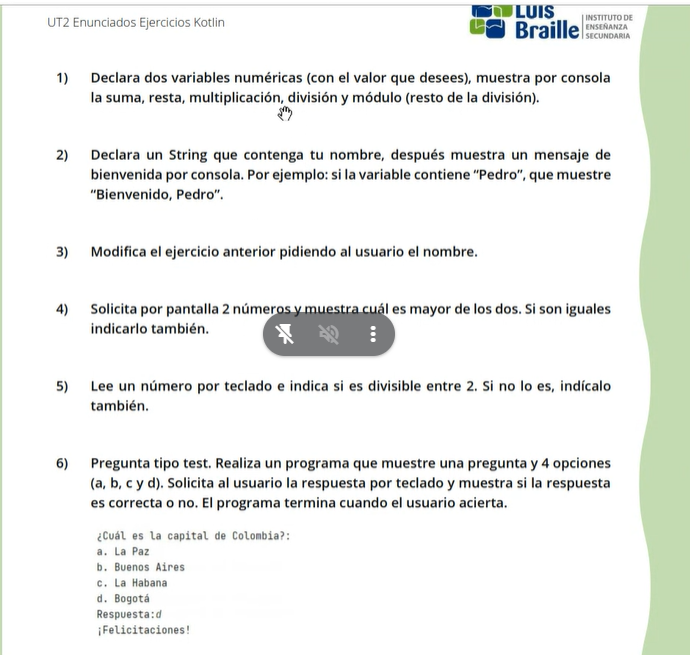 UT2 Enunciados Ejercicios Kotlin
LUIS
Braille
INSTITUTO DE
ENSEÑANZA
SECUNDARIA
1) Declara dos variables numéricas (con el valor que desees), muestra por consola
la suma, resta, multiplicación, división y módulo (resto de la división).
2) Declara un String que contenga tu nombre, después muestra un mensaje de
bienvenida por consola. Por ejemplo: si la variable contiene “Pedro”, que muestre
“Bienvenido, Pedro”.
3) Modifica el ejercicio anterior pidiendo al usuario el nombre.
4) Solicita por pantalla 2 números y muestra cuál es mayor de los dos. Si son iguales
indicarlo también.
5) Lee un número por teclado e indica si es divisible entre 2. Si no lo es, indícalo
también.
6) Pregunta tipo test. Realiza un programa que muestre una pregunta y 4 opciones
(a, b, c y d). Solicita al usuario la respuesta por teclado y muestra si la respuesta
es correcta o no. El programa termina cuando el usuario acierta.
¿Cuál es la capital de Colombia?:
a. La Paz
b. Buenos Aires
c. La Habana
d. Bogotá
Respuesta:d
¡Felicitaciones!